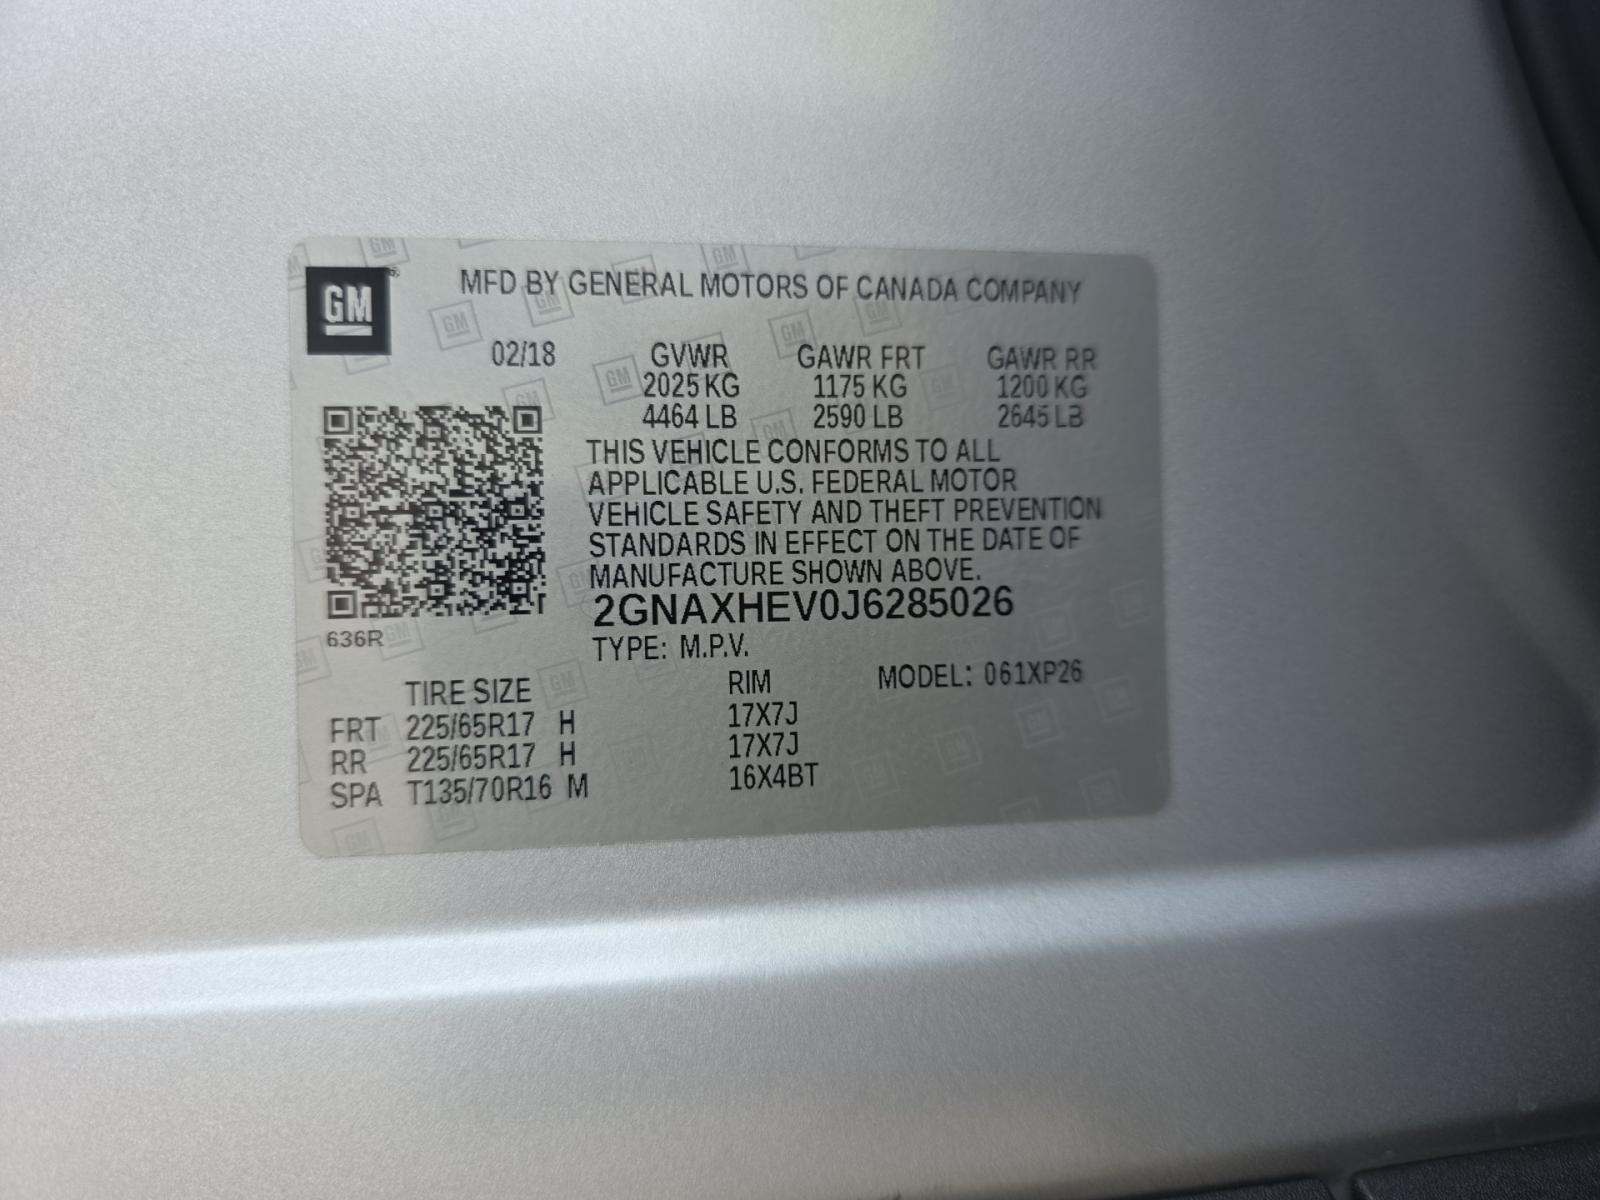 GM
MFD BY GENERAL MOTORS OF CANADA COMPANY
02/18 GVWR GAWR FRT GAWR RR
2025 KG 1175 KG 1200 KG
4464 LB 2590 LB 2645 LB
THIS VEHICLE CONFORMS TO ALL
APPLICABLE U.S. FEDERAL MOTOR
VEHICLE SAFETY AND THEFT PREVENTION
STANDARDS IN EFFECT ON THE DATE OF
MANUFACTURE SHOWN ABOVE.
2GNAXHEV0J6285026
636R
TYPE: M.P.V.
TIRE SIZE RIM MODEL: 061XP26
FRT 225/65R17 H 17X7J
RR 225/65R17 H 17X7J
SPA T135/70R16 M 16X4BT